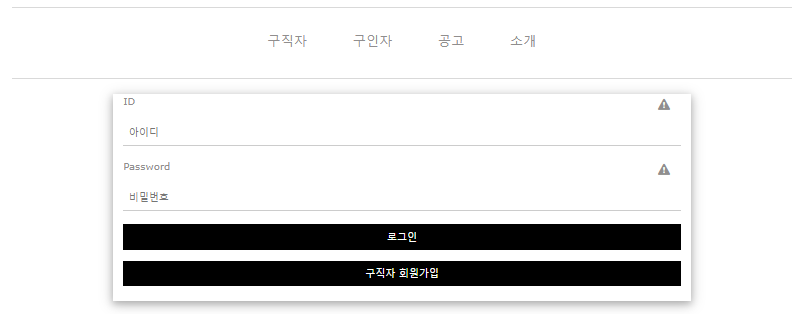 구직자 구인자 공고 소개
ID
아이디
Password
비밀번호
로그인
구직자 회원가입